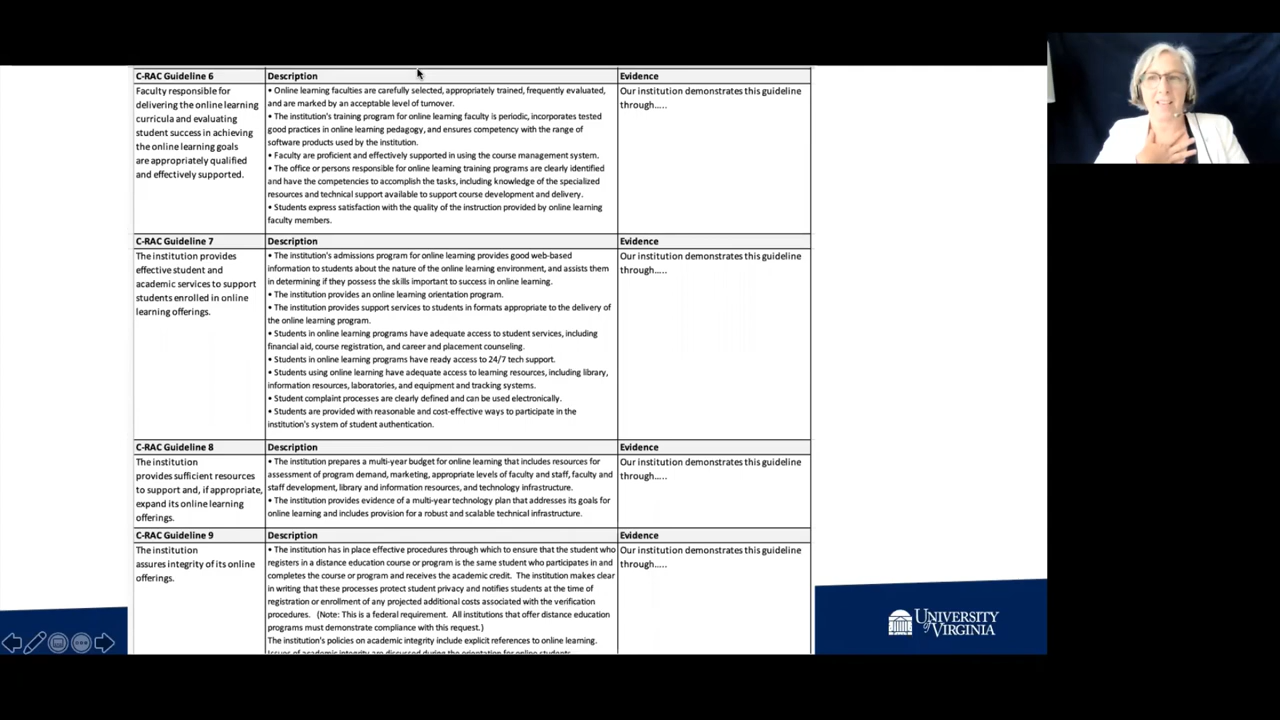 C-RAC Guideline 6
Description
Evidence
Faculty responsible for
delivering the online learning
curricula and evaluating
student success in achieving
the online learning goals
are appropriately qualified
and effectively supported.
• Online learning faculties are carefully selected, appropriately trained, frequently evaluated,
and are marked by an acceptable level of turnover.
• The institution's training program for online learning faculty is periodic, incorporates tested
good practices in online learning pedagogy, and ensures competency with the range of
software products used by the institution.
• Faculty are proficient and effectively supported in using the course management system.
• The office or persons responsible for online learning training programs are clearly identified
and have the competencies to accomplish the tasks, including knowledge of the specialized
resources and technical support available to support course development and delivery.
• Students express satisfaction with the quality of the instruction provided by online learning
faculty members.
Our institution demonstrates this guideline
through.....
C-RAC Guideline 7
Description
Evidence
The institution provides
effective student and
academic services to support
students enrolled in online
learning offerings.
• The institution's admissions program for online learning provides good web-based
information to students about the nature of the online learning environment, and assists them
in determining if they possess the skills important to success in online learning.
• The institution provides an online learning orientation program.
• The institution provides support services to students in formats appropriate to the delivery of
the online learning program.
• Students in online learning programs have adequate access to student services, including
financial aid, course registration, and career and placement counseling.
• Students in online learning programs have ready access to 24/7 tech support.
• Students using online learning have adequate access to learning resources, including library,
information resources, laboratories, and equipment and tracking systems.
• Student complaint processes are clearly defined and can be used electronically.
• Students are provided with reasonable and cost-effective ways to participate in the
institution's system of student authentication.
Our institution demonstrates this guideline
through.....
C-RAC Guideline 8
Description
Evidence
The institution
provides sufficient resources
to support and, if appropriate,
expand its online learning
offerings.
• The institution prepares a multi-year budget for online learning that includes resources for
assessment of program demand, marketing, appropriate levels of faculty and staff, faculty and
staff development, library and information resources, and technology infrastructure.
• The institution provides evidence of a multi-year technology plan that addresses its goals for
online learning and includes provision for a robust and scalable technical infrastructure.
Our institution demonstrates this guideline
through.....
C-RAC Guideline 9
Description
Evidence
The institution
assures integrity of its online
offerings.
• The institution has in place effective procedures through which to ensure that the student who
registers in a distance education course or program is the same student who participates in and
completes the course or program and receives the academic credit. The institution makes clear
in writing that these processes protect student privacy and notifies students at the time of
registration or enrollment of any projected additional costs associated with the verification
procedures. (Note: This is a federal requirement. All institutions that offer distance education
programs must demonstrate compliance with this request.)
The institution's policies on academic integrity include explicit references to online learning.
Issues of academic integrity are discussed during the orientation for online students.
Our institution demonstrates this guideline
through.....
UNIVERSITY
of VIRGINIA